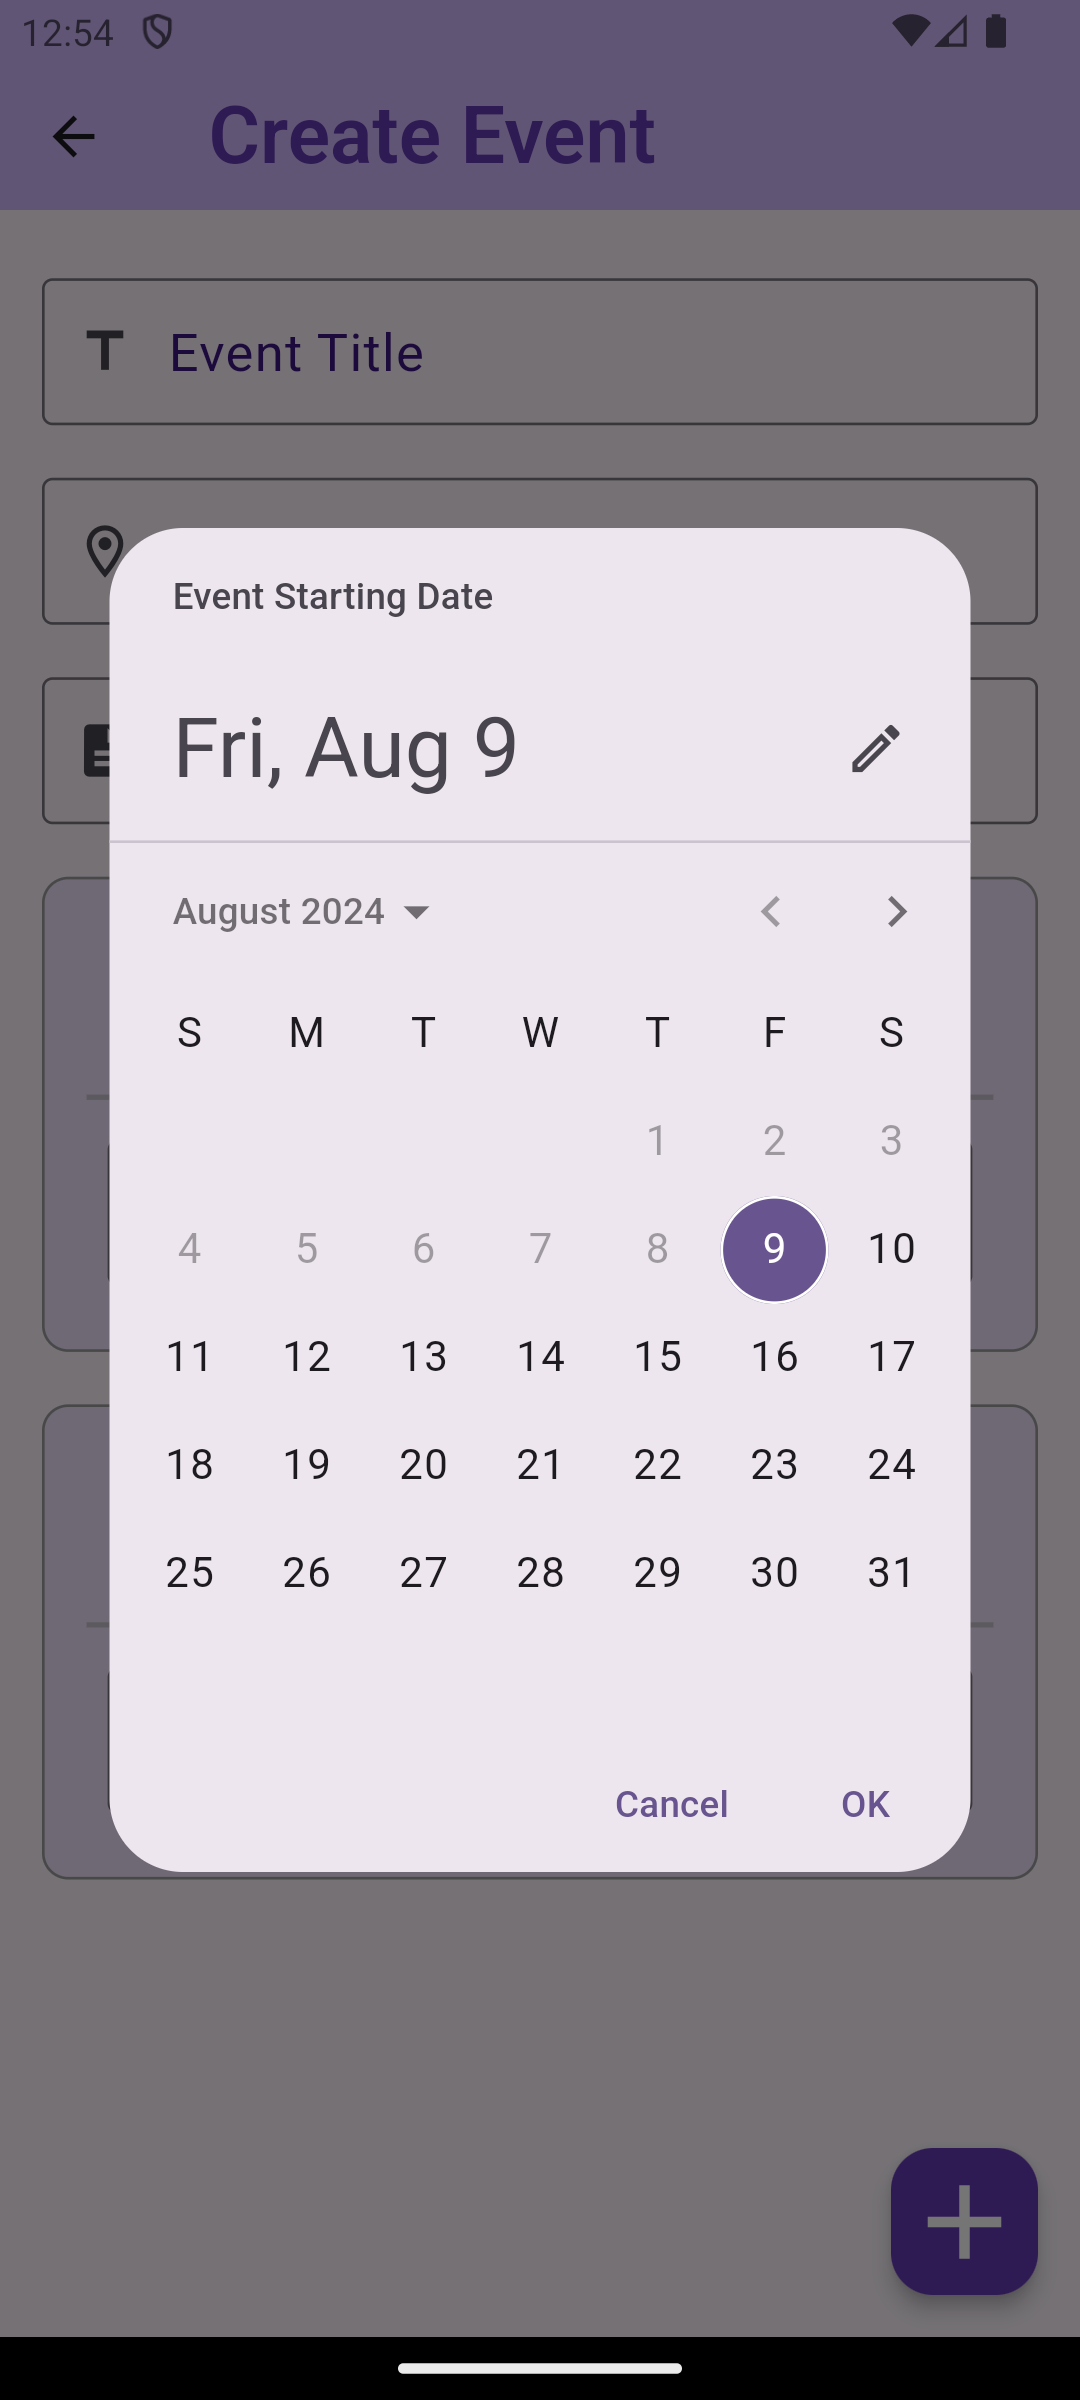 12:54
Create Event
Event Title
Event Starting Date
Fri, Aug 9
August 2024
S M T W T F S
1 2 3
4 5 6 7 8 9 10
11 12 13 14 15 16 17
18 19 20 21 22 23 24
25 26 27 28 29 30 31
Cancel OK